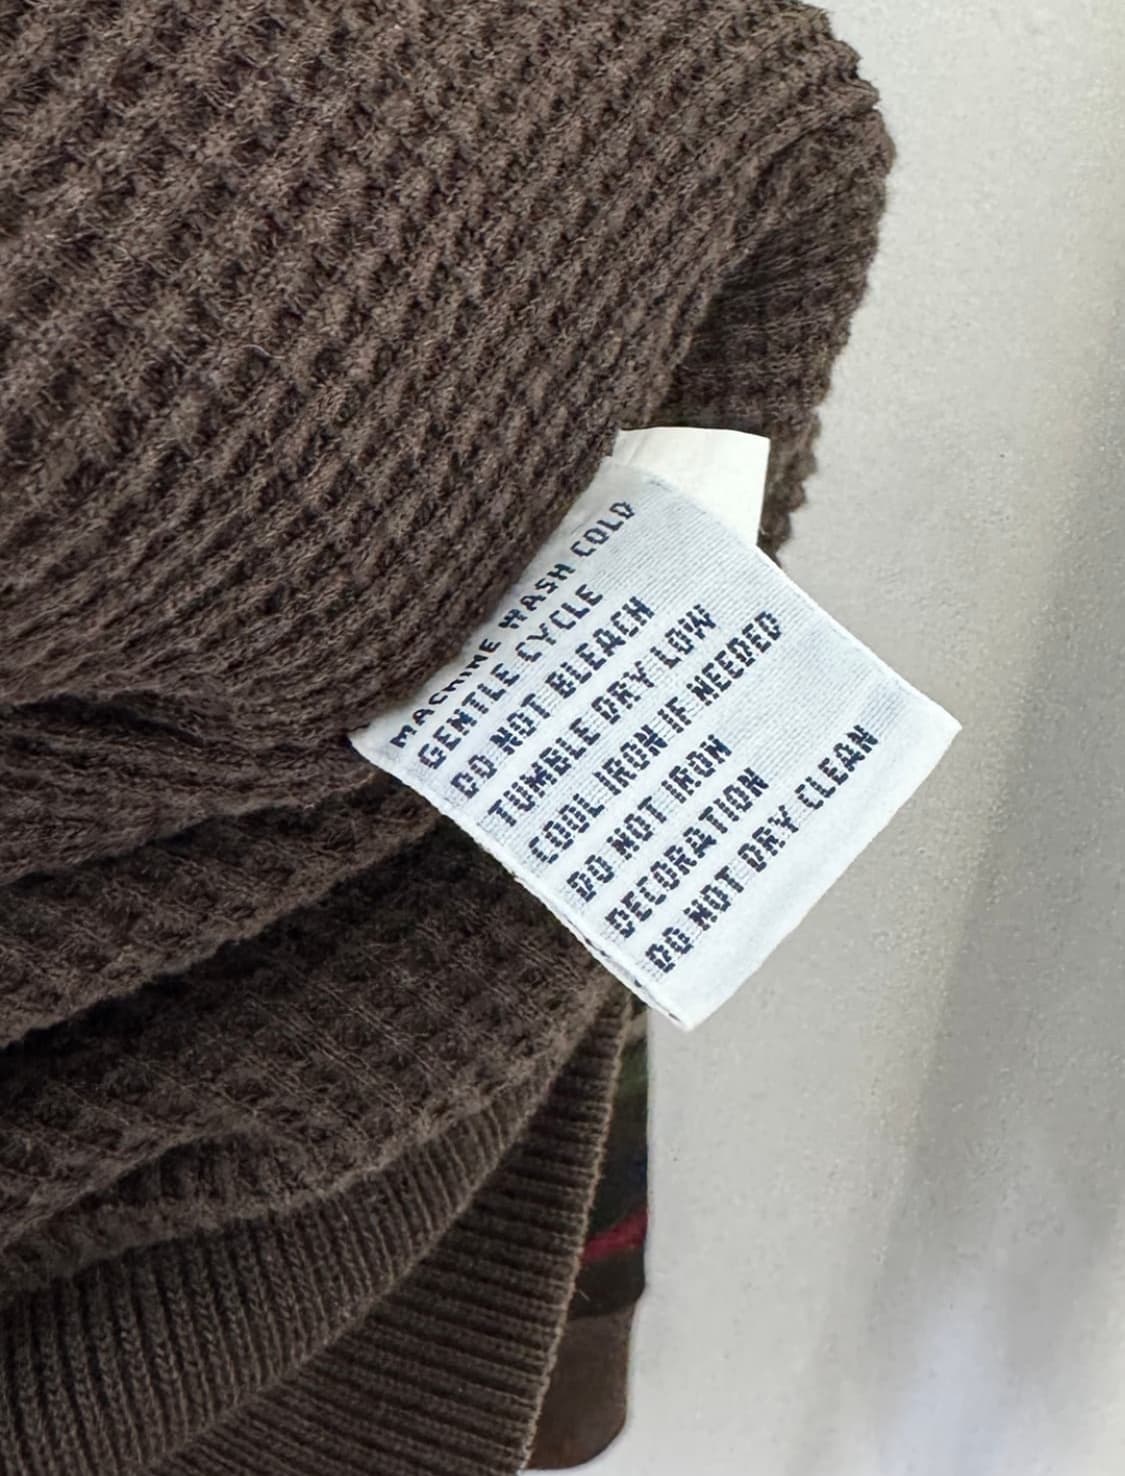 MACHINE WASH COLD
GENTLE CYCLE
DO NOT BLEACH
TUMBLE DRY LOW
COOL IRON IF NEEDED
DO NOT IRON
DECORATION
DO NOT DRY CLEAN